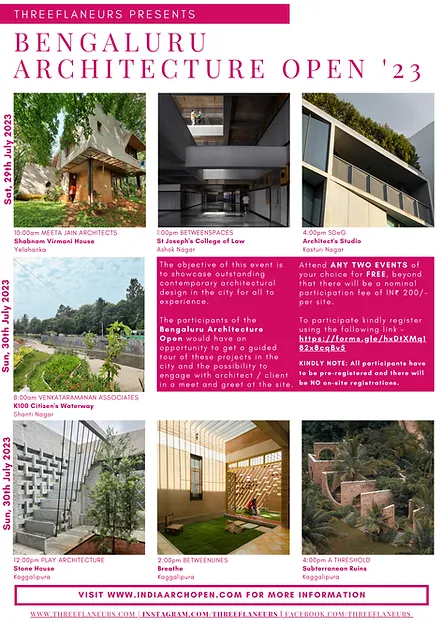 THREEFLANEURS PRESENTS
BENGALURU
ARCHITECTURE OPEN '23
Sat, 29th July 2023
10:00am MEETA JAIN ARCHITECTS
Shabnam Virmani House
Yelahanka
1:00pm BETWEENSPACES
St Joseph's College of Law
Ashok Nagar
4:00pm SDeG
Architect's Studio
Kasturi Nagar
Sun, 30th July 2023
8:00am VENKATARAMANAN ASSOCIATES
K100 Citizen's Waterway
Shanti Nagar
The objective of this event is
to showcase outstanding
contemporary architectural
design in the city for all to
experience.
The participants of the
Bengaluru Architecture
Open would have an
opportunity to get a guided
tour of these projects in the
city and the possibility to
engage with architect / client
in a meet and greet at the site.
Attend ANY TWO EVENTS of
your choice for FREE, beyond
that there will be a nominal
participation fee of IN₹ 200/-
per site.
To participate kindly register
using the following link -
KINDLY NOTE: All participants have
to be pre-registered and there will
be NO on-site registrations.
Sun, 30th July 2023
12:00pm PLAY ARCHITECTURE
Stone House
Kaggalipura
2:00pm BETWEENLINES
Breathe
Kaggalipura
4:00pm A THRESHOLD
Subterranean Ruins
Kaggalipura
VISIT WWW.INDIAARCHOPEN.COM FOR MORE INFORMATION
WWW.THREEFLANEURS.COM | INSTAGRAM.COM/THREEFLANEURS | FACEBOOK.COM/THREEFLANEURS